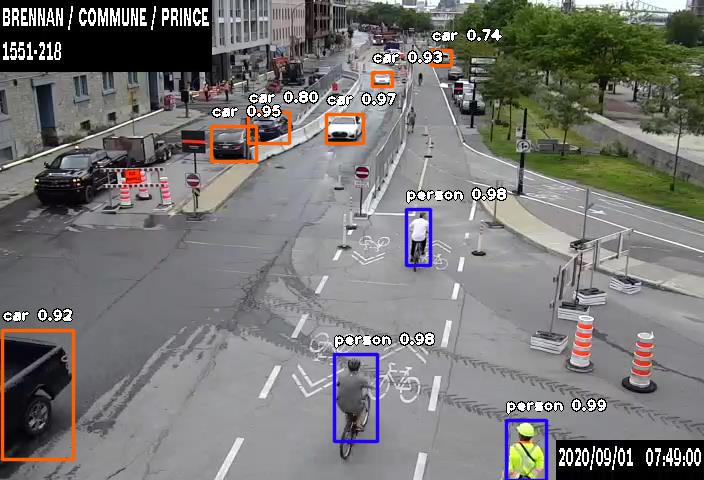 BRENNAN / COMMUNE / PRINCE
1551-218
car 0.74
car 0.93
car 0.80
car 0.97
car 0.95
person 0.98
car 0.92
person 0.98
person 0.99
2020/09/01 07:49:00